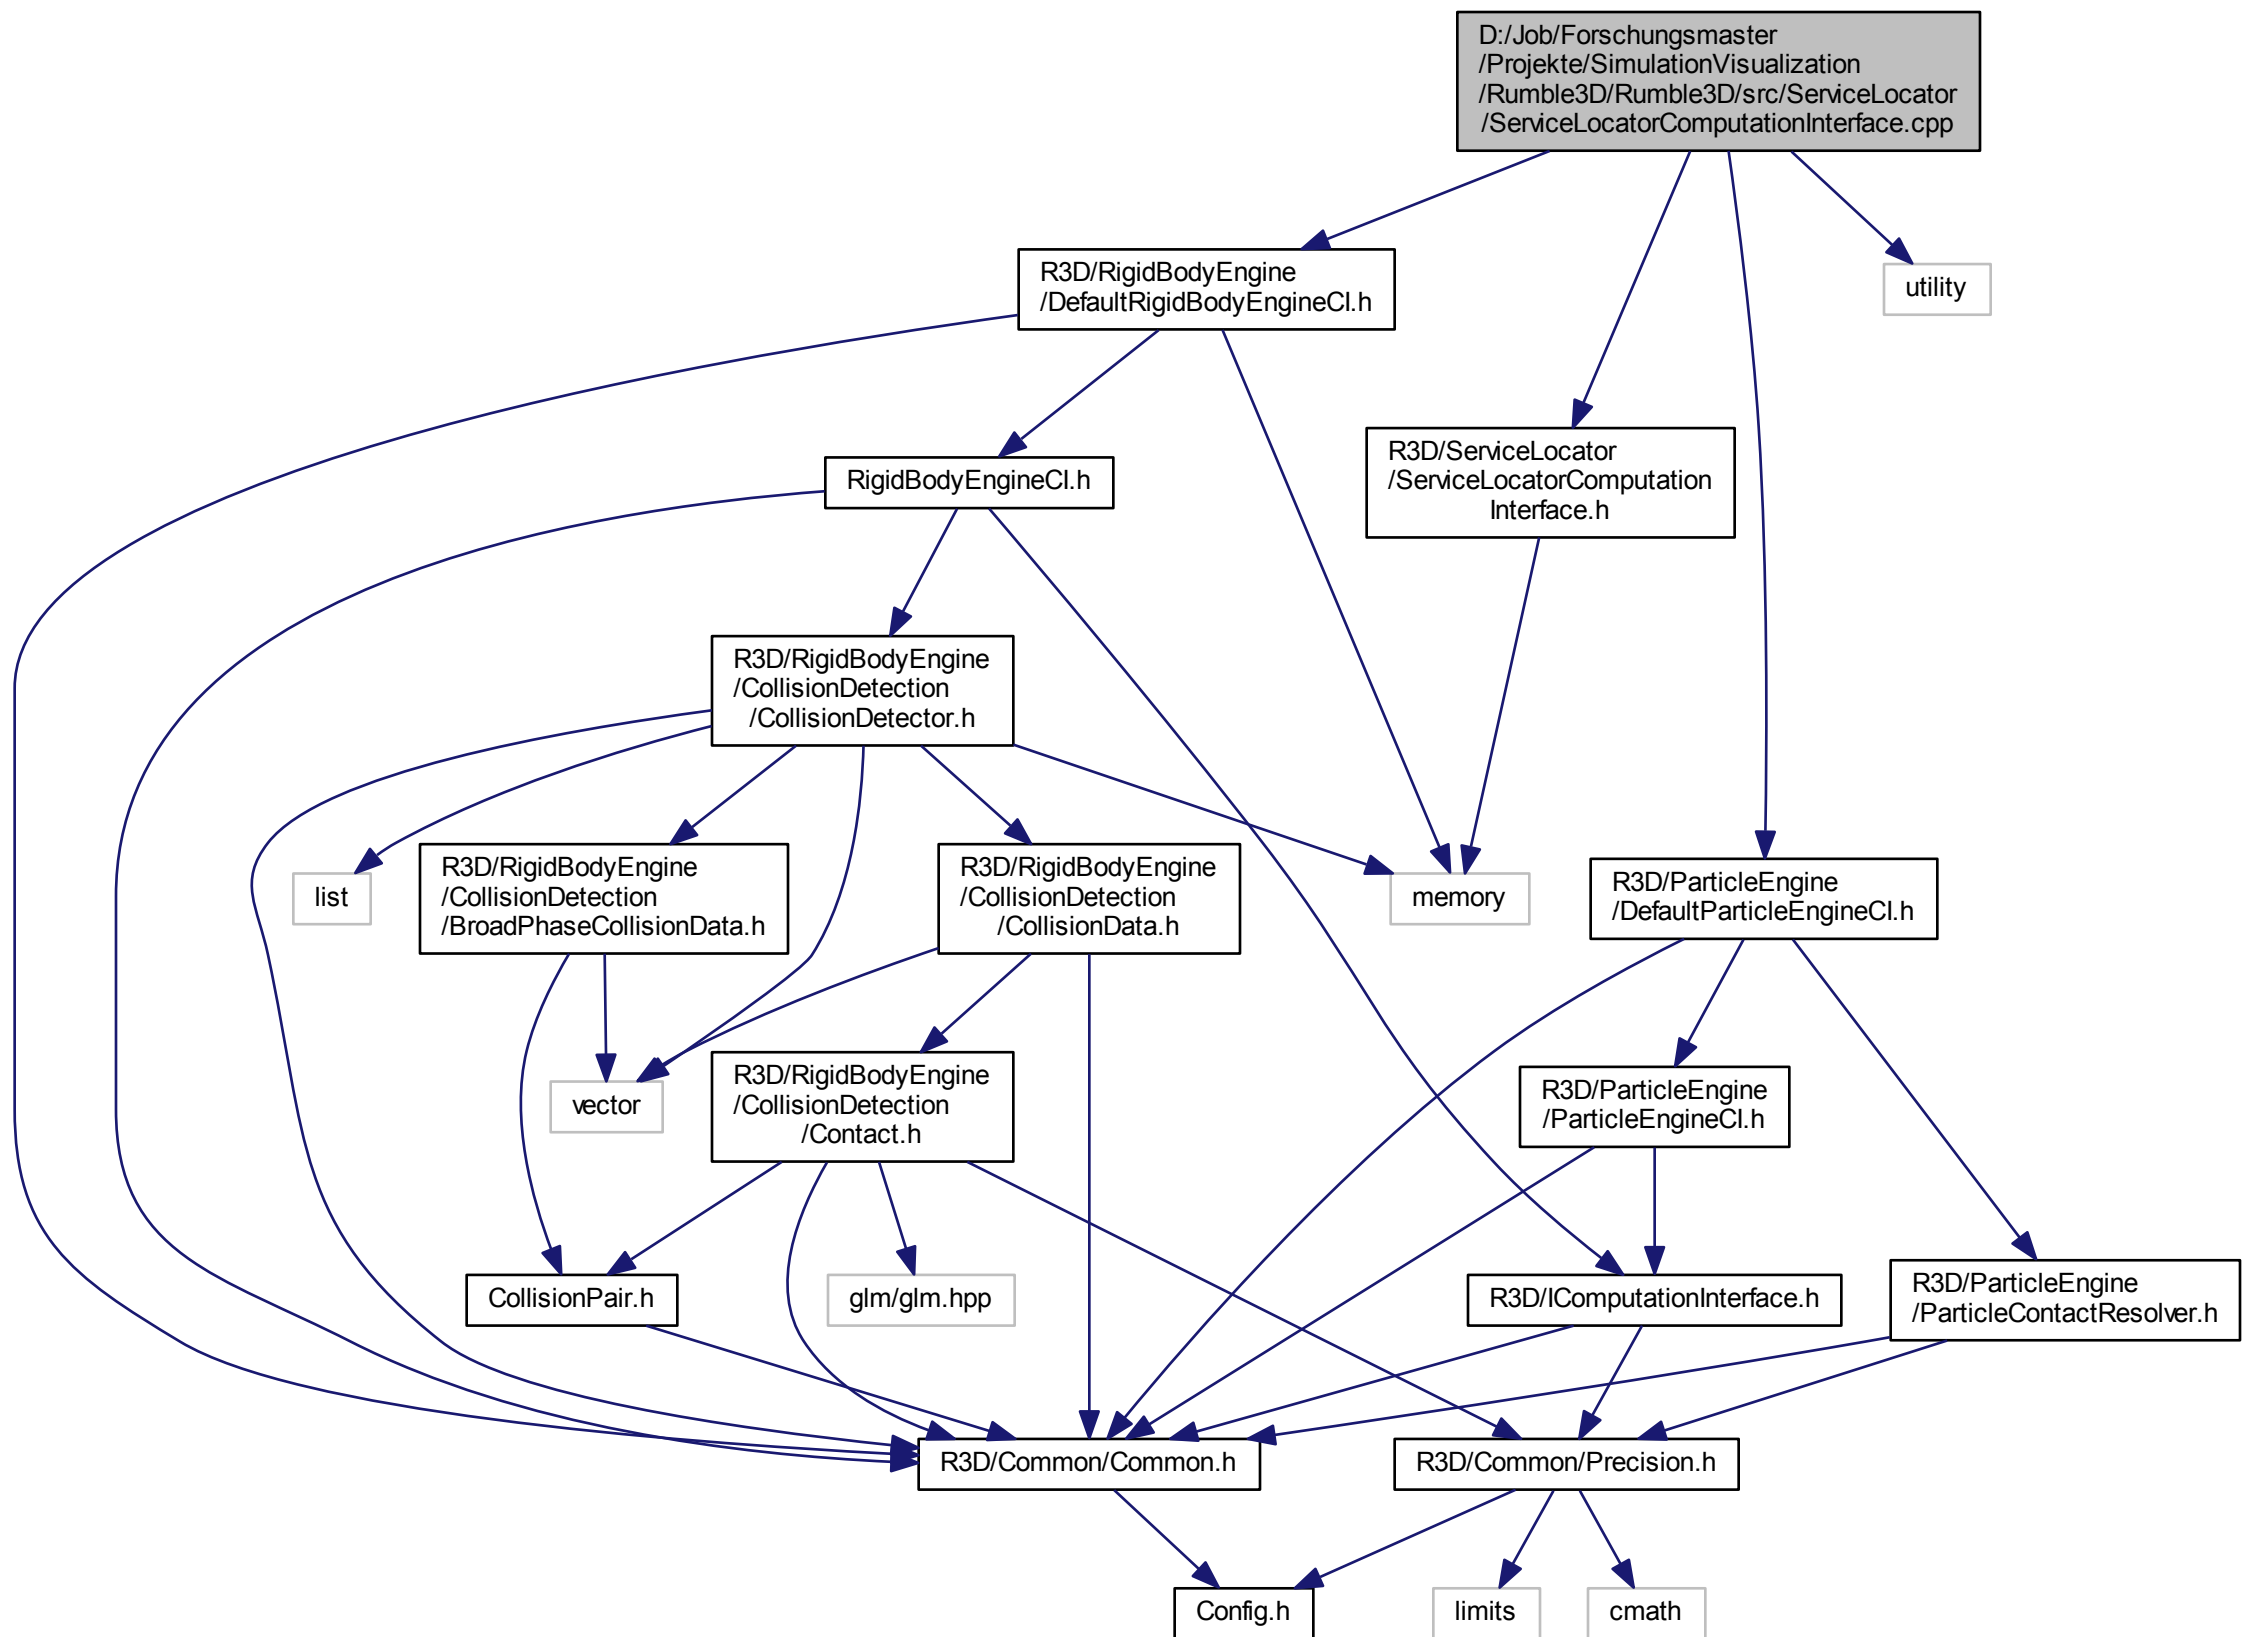 D:/Job/Forschungsmaster
/Projekte/SimulationVisualization
/Rumble3D/Rumble3D/src/ServiceLocator
/ServiceLocatorComputationInterface.cpp
R3D/RigidBodyEngine
/DefaultRigidBodyEngineCI.h
utility
RigidBodyEngineCI.h
R3D/ServiceLocator
/ServiceLocatorComputation
Interface.h
R3D/RigidBodyEngine
/CollisionDetection
/CollisionDetector.h
list
R3D/RigidBodyEngine
/CollisionDetection
/BroadPhaseCollisionData.h
R3D/RigidBodyEngine
/CollisionDetection
/CollisionData.h
memory
R3D/ParticleEngine
/DefaultParticleEngineCI.h
vector
R3D/RigidBodyEngine
/CollisionDetection
/Contact.h
R3D/ParticleEngine
/ParticleEngineCI.h
CollisionPair.h
glm/glm.hpp
R3D/IComputationInterface.h
R3D/ParticleEngine
/ParticleContactResolver.h
R3D/Common/Common.h
R3D/Common/Precision.h
Config.h
limits
cmath